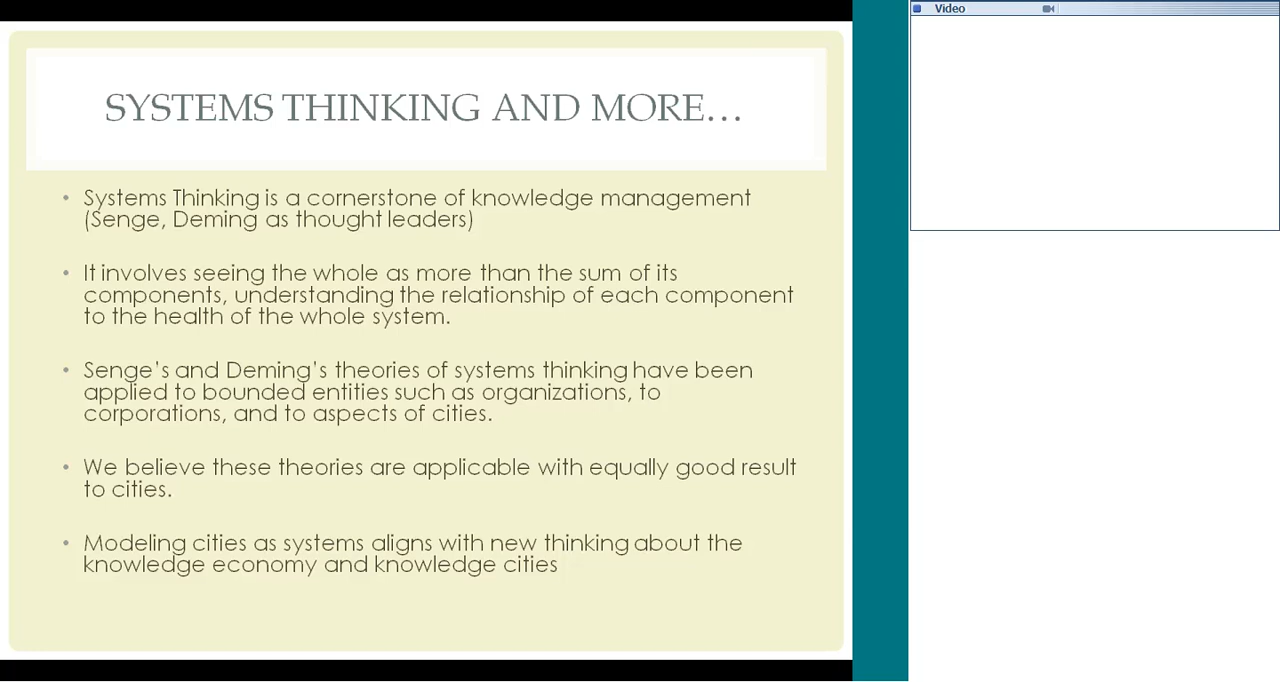 Video
SYSTEMS THINKING AND MORE…
• Systems Thinking is a cornerstone of knowledge management
(Senge, Deming as thought leaders)
• It involves seeing the whole as more than the sum of its
components, understanding the relationship of each component
to the health of the whole system.
• Senge’s and Deming’s theories of systems thinking have been
applied to bounded entities such as organizations, to
corporations, and to aspects of cities.
• We believe these theories are applicable with equally good result
to cities.
• Modeling cities as systems aligns with new thinking about the
knowledge economy and knowledge cities